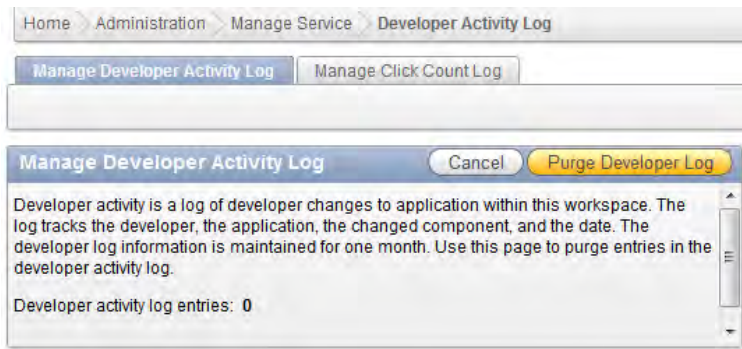 Home Administration Manage Service Developer Activity Log
Manage Developer Activity Log Manage Click Count Log
Manage Developer Activity Log Cancel Purge Developer Log
Developer activity is a log of developer changes to application within this workspace. The
log tracks the developer, the application, the changed component, and the date. The
developer log information is maintained for one month. Use this page to purge entries in the
developer activity log.
Developer activity log entries: 0